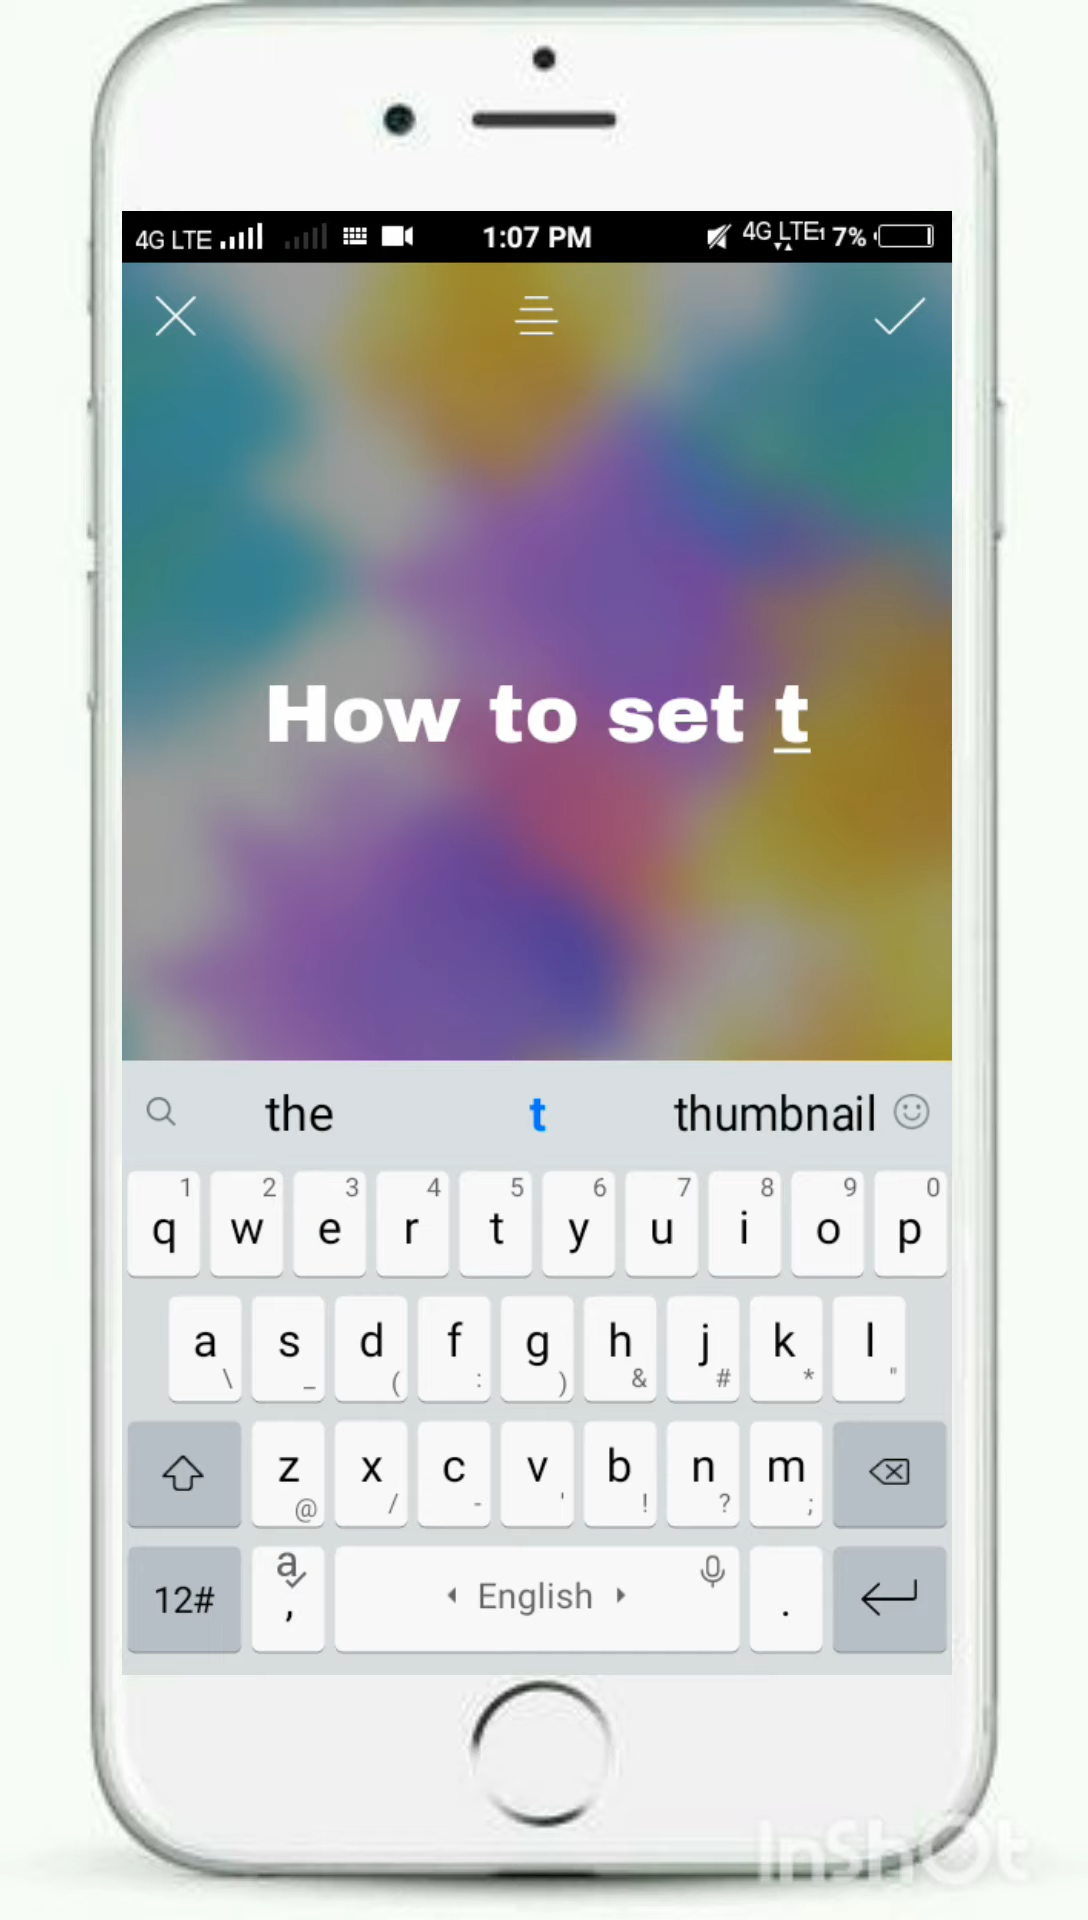 4G LTE 1:07 PM 4G LTE1 7%
How to set t
the t thumbnail
1 2 3 4 5 6 7 8 9 0
q w e r t y u i o p
a s d f g h j k l
\ _ ( : ) & # * "
z x c v b n m
@ / - ' ! ? ;
12# a , English .
InShOt